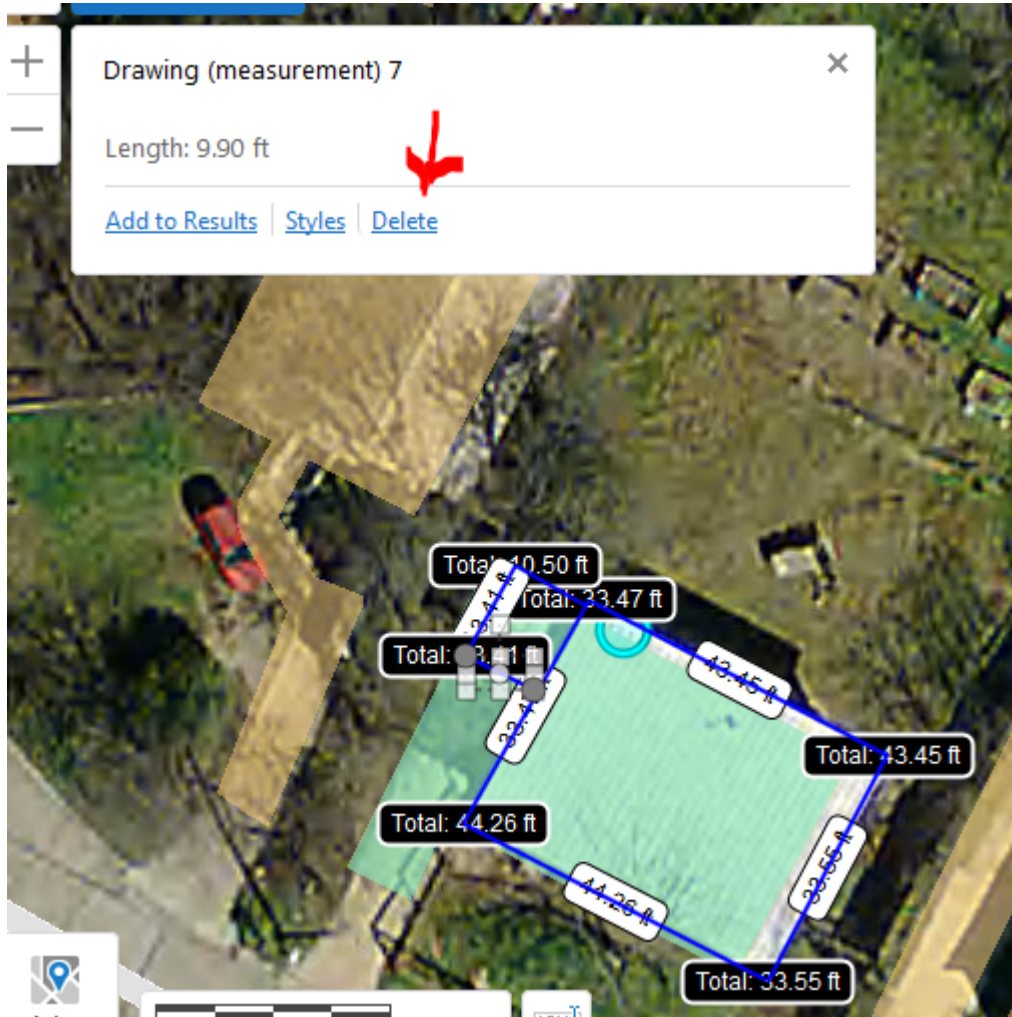 Drawing (measurement) 7
Length: 9.90 ft
Add to Results Styles Delete
Total: 10.50 ft
Total: 33.47 ft
Total:
43.45 ft
Total: 43.45 ft
Total: 44.26 ft
33.55 ft
44.26 ft
Total: 33.55 ft